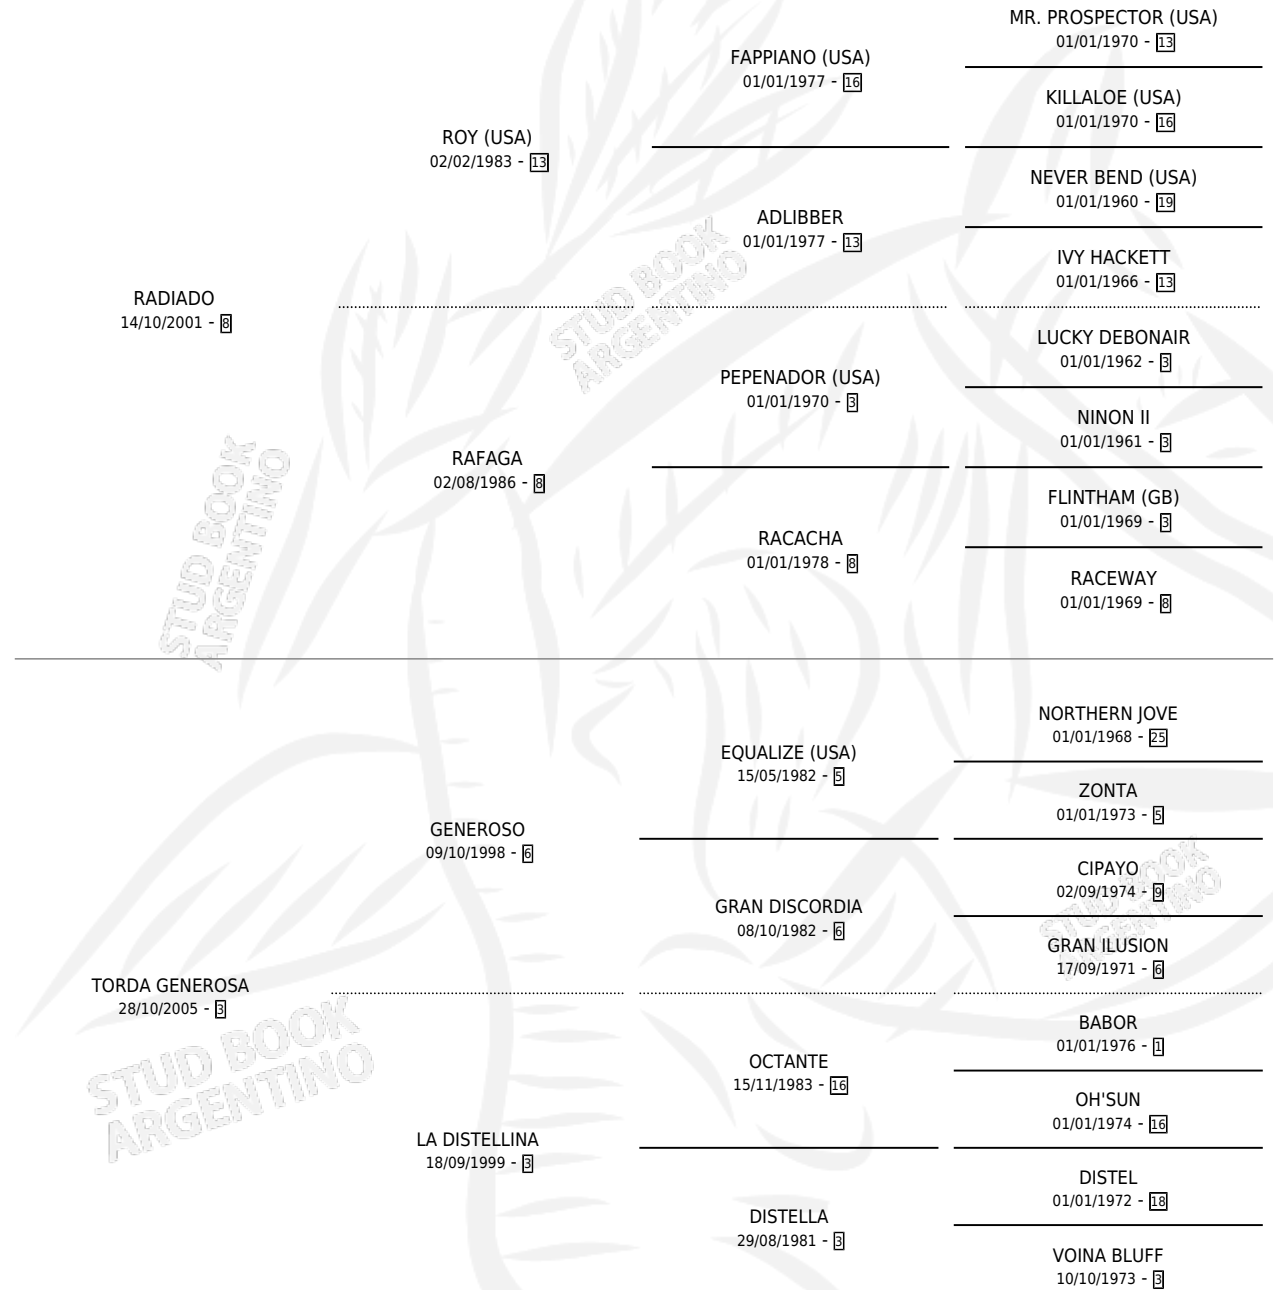 MR. PROSPECTOR (USA)
01/01/1970 - 13
FAPPIANO (USA)
01/01/1977 - 16
KILLALOE (USA)
01/01/1970 - 16
ROY (USA)
02/02/1983 - 13
NEVER BEND (USA)
01/01/1960 - 19
ADLIBBER
01/01/1977 - 13
IVY HACKETT
01/01/1966 - 13
RADIADO
14/10/2001 - 8
LUCKY DEBONAIR
01/01/1962 - 3
PEPENADOR (USA)
01/01/1970 - 3
NINON II
01/01/1961 - 3
RAFAGA
02/08/1986 - 8
FLINTHAM (GB)
01/01/1969 - 3
RACACHA
01/01/1978 - 8
RACEWAY
01/01/1969 - 8
NORTHERN JOVE
01/01/1968 - 25
EQUALIZE (USA)
15/05/1982 - 5
ZONTA
01/01/1973 - 5
GENEROSO
09/10/1998 - 6
CIPAYO
02/09/1974 - 9
GRAN DISCORDIA
08/10/1982 - 6
GRAN ILUSION
17/09/1971 - 6
TORDA GENEROSA
28/10/2005 - 3
BABOR
01/01/1976 - 1
OCTANTE
15/11/1983 - 16
OH'SUN
01/01/1974 - 16
LA DISTELLINA
18/09/1999 - 3
DISTEL
01/01/1972 - 18
DISTELLA
29/08/1981 - 3
VOINA BLUFF
10/10/1973 - 3
STUD BOOK
ARGENTINO
STUD BOOK
ARGENTINO
STUD BOOK
ARGENTINO
STUD BOOK
ARGENTINO